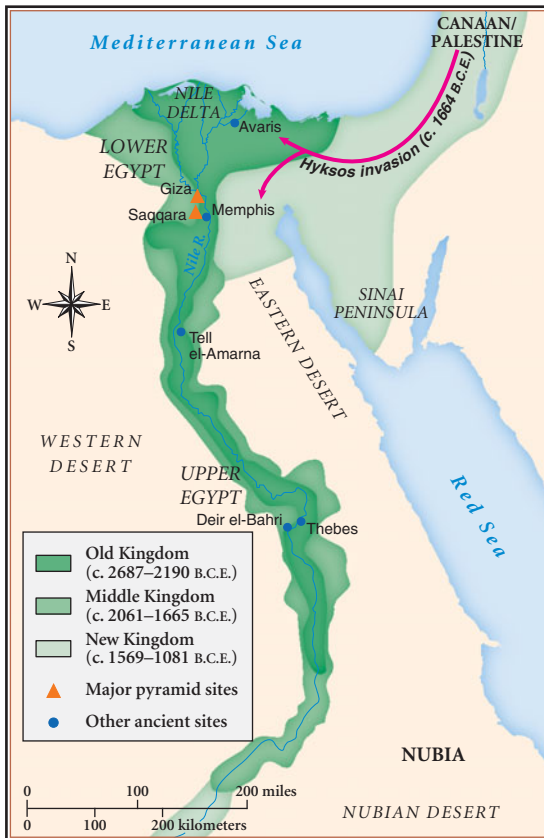 Mediterranean Sea
CANAAN/
PALESTINE
NILE
DELTA
Avaris
Hyksos invasion (c. 1664 B.C.E.)
LOWER
EGYPT
Giza
Saqqara
Memphis
Nile R.
N
W
E
S
SINAI
PENINSULA
EASTERN DESERT
Tell
el-Amarna
WESTERN
DESERT
UPPER
EGYPT
Red Sea
Deir el-Bahri
Thebes
Old Kingdom
(c. 2687–2190 B.C.E.)
Middle Kingdom
(c. 2061–1665 B.C.E.)
New Kingdom
(c. 1569–1081 B.C.E.)
Major pyramid sites
Other ancient sites
NUBIA
0 100 200 miles
0 100 200 kilometers
NUBIAN DESERT